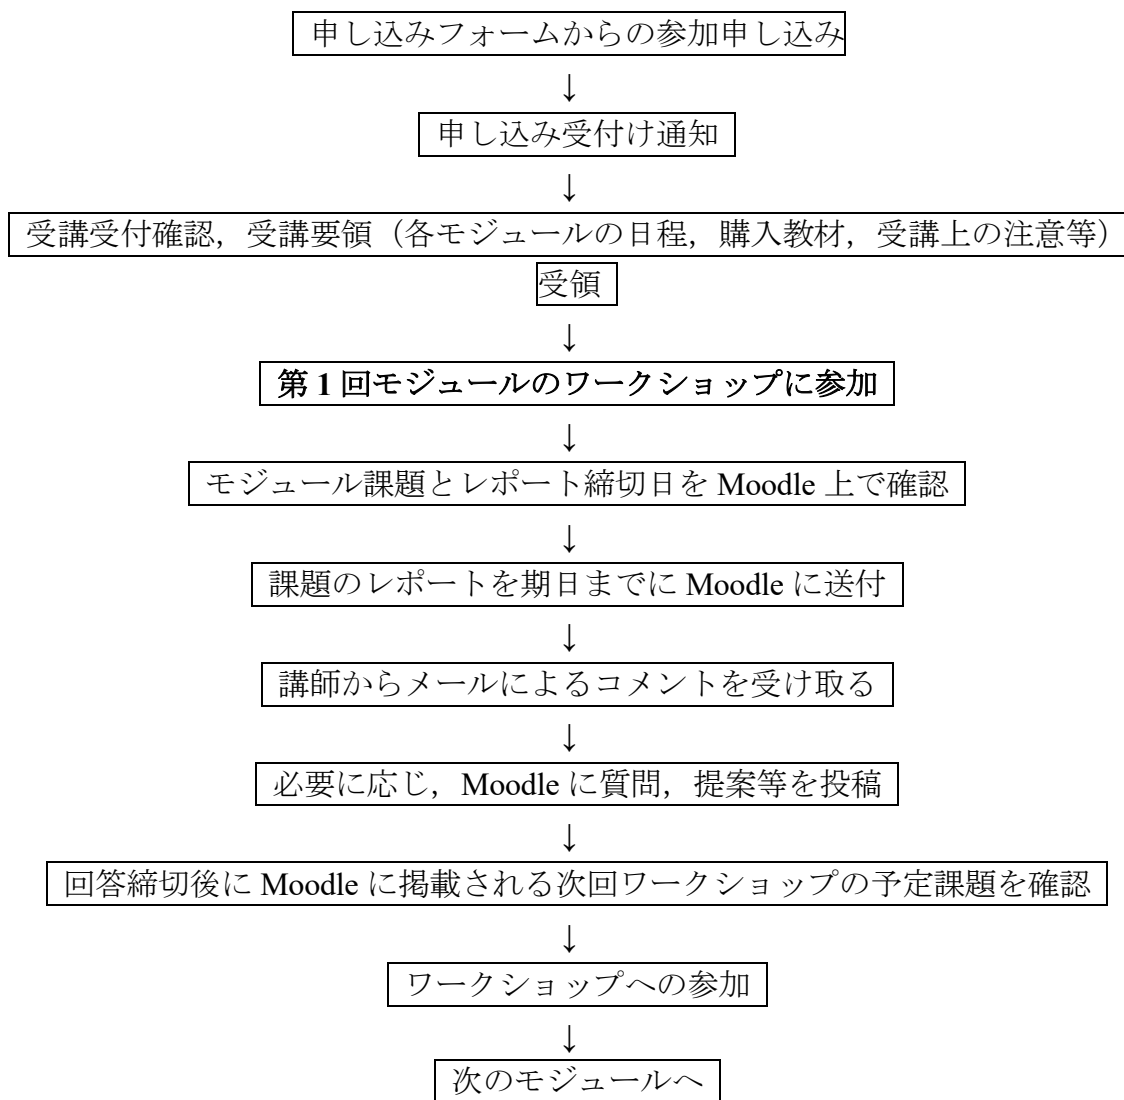 申し込みフォームからの参加申し込み
↓
申し込み受付け通知
↓
受講受付確認，受講要領（各モジュールの日程，購入教材，受講上の注意等）
受領
↓
第 1 回モジュールのワークショップに参加
↓
モジュール課題とレポート締切日を Moodle 上で確認
↓
課題のレポートを期日までに Moodle に送付
↓
講師からメールによるコメントを受け取る
↓
必要に応じ，Moodle に質問，提案等を投稿
↓
回答締切後に Moodle に掲載される次回ワークショップの予定課題を確認
↓
ワークショップへの参加
↓
次のモジュールへ